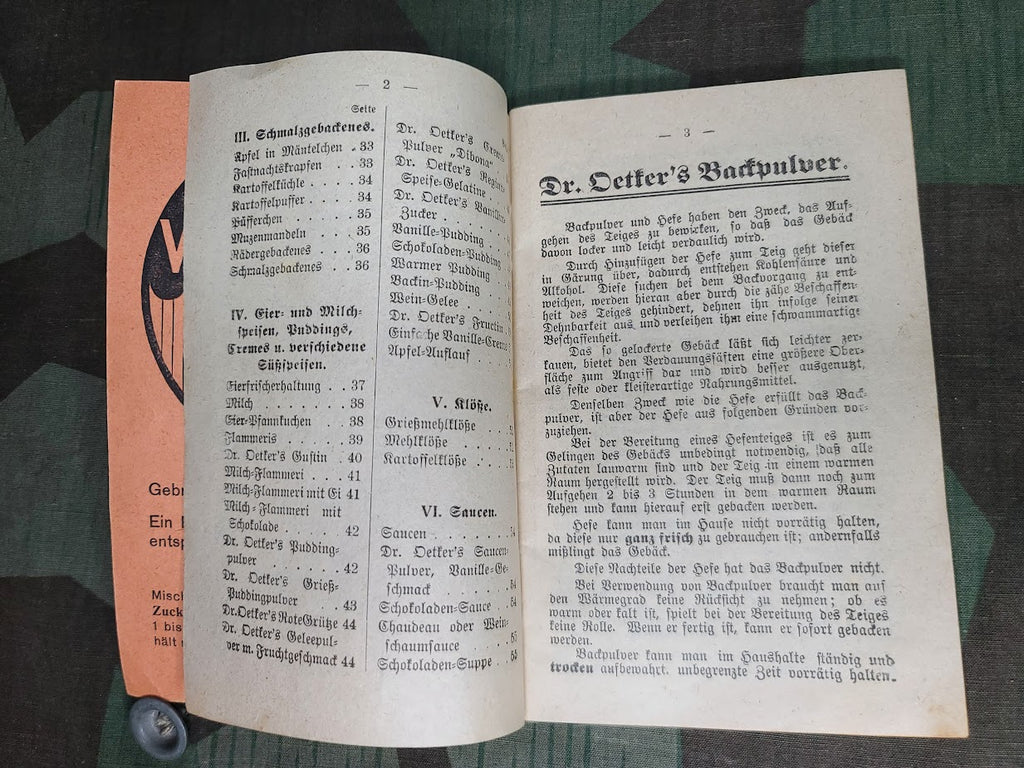 — 2 —
Seite
III. Schmalzgebackenes.
Äpfel in Mäntelchen . 33
Fastnachtskrapfen . . 33
Kartoffelküchle . . . . 34
Kartoffelpuffer . . . . 34
Püfferchen . . . . . 35
Muzenmandeln . . . 35
Rädergebackenes . . . 36
Schmalzgebackenes . . 36
IV. Eier- und Milch-
speisen, Puddings,
Cremes u. verschiedene
Süßspeisen.
Eierfrischerhaltung . . 37
Milch . . . . . . . 38
Eier-Pfannkuchen . . 38
Flammeris . . . . . 39
Dr. Oetker's Gustin . 40
Milch-Flammeri . . . 41
Milch-Flammeri mit Ei 41
Milch-Flammeri mit
Schokolade . . . . . 42
Dr. Oetker's Pudding-
pulver . . . . . . . 42
Dr. Oetker's Grieß-
Puddingpulver . . . 43
Dr. Oetker's Rote Grütze 44
Dr. Oetker's Geleepul-
ver m. Fruchtgeschmack 44
Dr. Oetker's
Pulver „Dibona“
Dr. Oetker's
Speise-Gelatine . . .
Dr. Oetker's Vanillin-
Zucker . . . . .
Vanille-Pudding . . .
Schokoladen-Pudding .
Warmer Pudding . . .
Backin-Pudding . . .
Wein-Gelee . . . . .
Dr. Oetker's Fructin .
Einfache Vanille-Creme
Apfel-Auflauf . . .
V. Klöße.
Grießmehlklöße . . .
Mehlklöße . . . . .
Kartoffelklöße . . . .
VI. Saucen.
Saucen . . . . . . .
Dr. Oetker's Saucen-
Pulver, Vanille-Ge-
schmack . . . . . .
Schokoladen-Sauce .
Chaudeau oder Wein-
schaumsauce . . . .
Schokoladen-Suppe . .
— 3 —
Dr. Oetker's Backpulver.
Backpulver und Hefe haben den Zweck, das Auf-
gehen des Teiges zu bewirken, so daß das Gebäck
davon locker und leicht verdaulich wird.
Durch Hinzufügen der Hefe zum Teig geht dieser
in Gärung über, dadurch entstehen Kohlensäure und
Alkohol. Diese suchen bei dem Backvorgang zu ent-
weichen, werden hieran aber durch die zähe Beschaffen-
heit des Teiges gehindert, dehnen ihn infolge seiner
Dehnbarkeit aus und verleihen ihm eine schwammartige
Beschaffenheit.
Das so gelockerte Gebäck läßt sich leichter zer-
kauen, bietet den Verdauungssäften eine größere Ober-
fläche zum Angriff dar und wird besser ausgenutzt,
als feste oder kleisterartige Nahrungsmittel.
Denselben Zweck wie die Hefe erfüllt das Back-
pulver, ist aber der Hefe aus folgenden Gründen vor-
zuziehen.
Bei der Bereitung eines Hefenteiges ist es zum
Gelingen des Gebäcks unbedingt notwendig, daß alle
Zutaten lauwarm sind und der Teig in einem warmen
Raum hergestellt wird. Der Teig muß dann noch zum
Aufgehen 2 bis 3 Stunden in dem warmen Raum
stehen und kann hierauf erst gebacken werden.
Hefe kann man im Hause nicht vorrätig halten,
da diese nur ganz frisch zu gebrauchen ist; andernfalls
mißlingt das Gebäck.
Diese Nachteile der Hefe hat das Backpulver nicht.
Bei Verwendung von Backpulver braucht man auf
den Wärmegrad keine Rücksicht zu nehmen; ob es
warm oder kalt ist, spielt bei der Bereitung des Teiges
keine Rolle. Wenn er fertig ist, kann er sofort gebacken
werden.
Backpulver kann man im Haushalte ständig und
trocken aufbewahrt, unbegrenzte Zeit vorrätig halten.
Gebr
Ein
entsp
Misch
Zuck
1 bis
hält